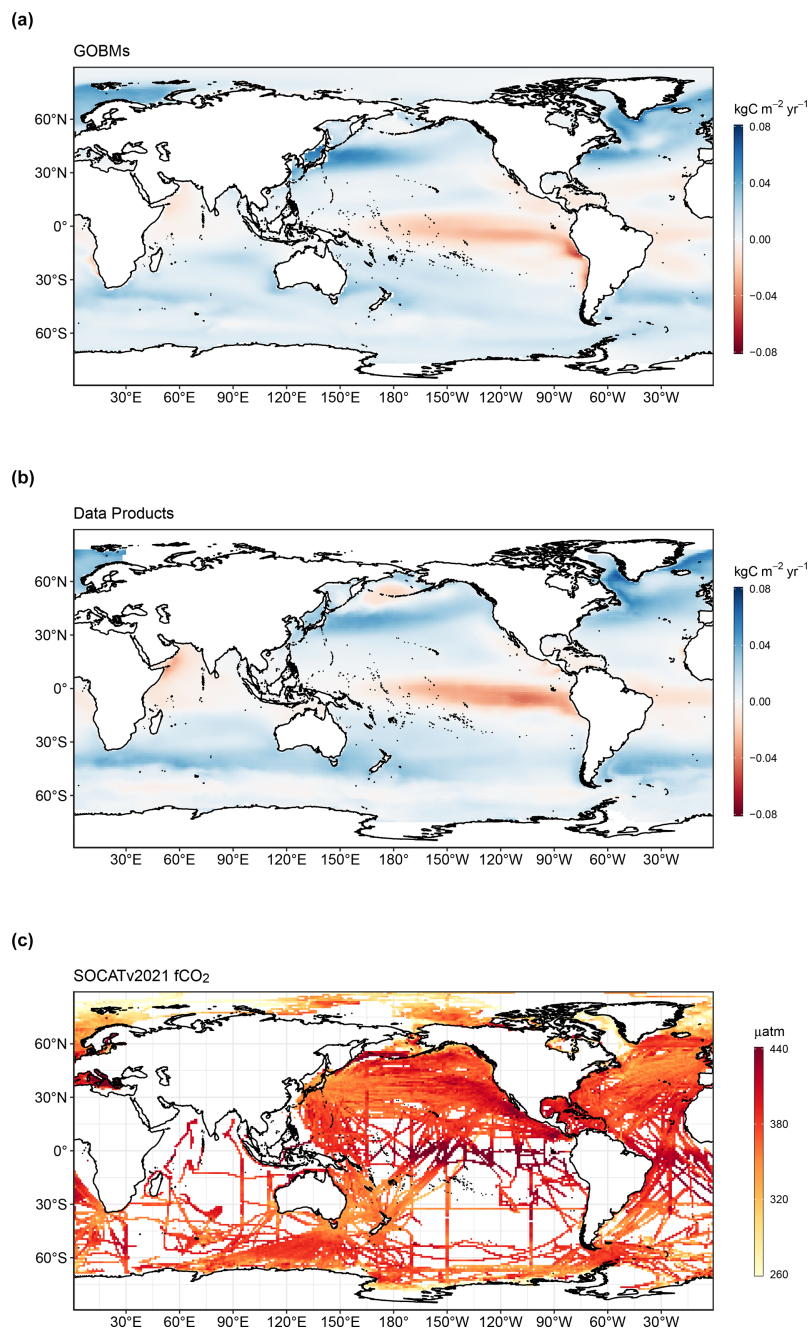 (a)
GOBMs
kgC m⁻² yr⁻¹
0.08
0.04
0.00
−0.04
−0.08
60°N
30°N
0°
30°S
60°S
30°E 60°E 90°E 120°E 150°E 180° 150°W 120°W 90°W 60°W 30°W
(b)
Data Products
kgC m⁻² yr⁻¹
0.08
0.04
0.00
−0.04
−0.08
60°N
30°N
0°
30°S
60°S
30°E 60°E 90°E 120°E 150°E 180° 150°W 120°W 90°W 60°W 30°W
(c)
SOCATv2021 fCO₂
μatm
440
380
320
260
60°N
30°N
0°
30°S
60°S
30°E 60°E 90°E 120°E 150°E 180° 150°W 120°W 90°W 60°W 30°W